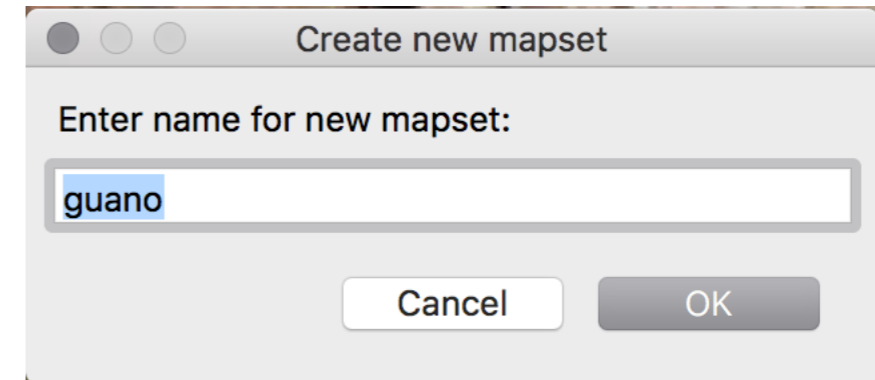 Create new mapset
Enter name for new mapset:
guano
Cancel
OK